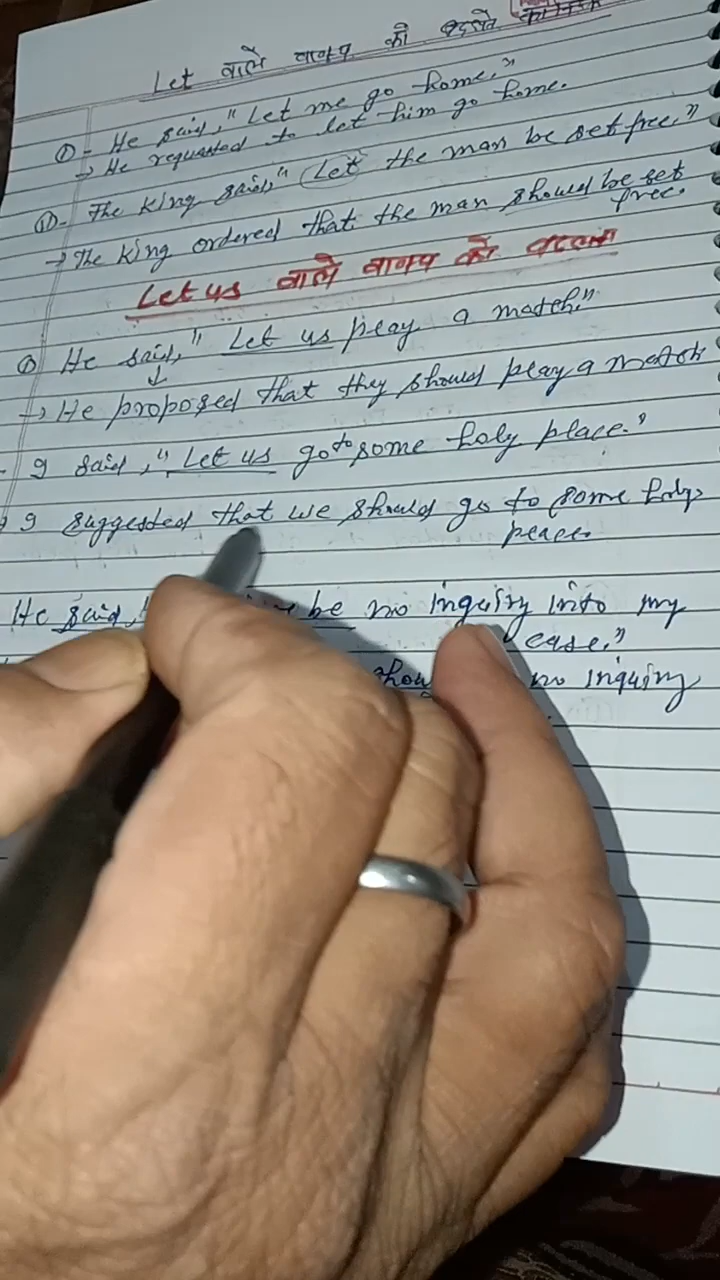 Let वाले वाक्य को बदलने का
①- He said, "Let me go home."
→ He requested to let him go home.
②- The King said, "Let the man be set free."
→ The King ordered that the man should be set
free.
Let us वाले वाक्य को बदलना
① He said, "Let us play a match."
→ He proposed that they should play a match
- I said, "Let us go to some holy place."
I suggested that we should go to some holy
place.
He said, " be no inquiry into my
case."
no inquiry